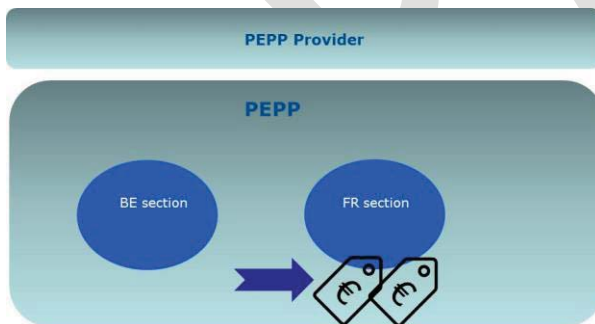 PEPP Provider
PEPP
BE section
FR section
€
€